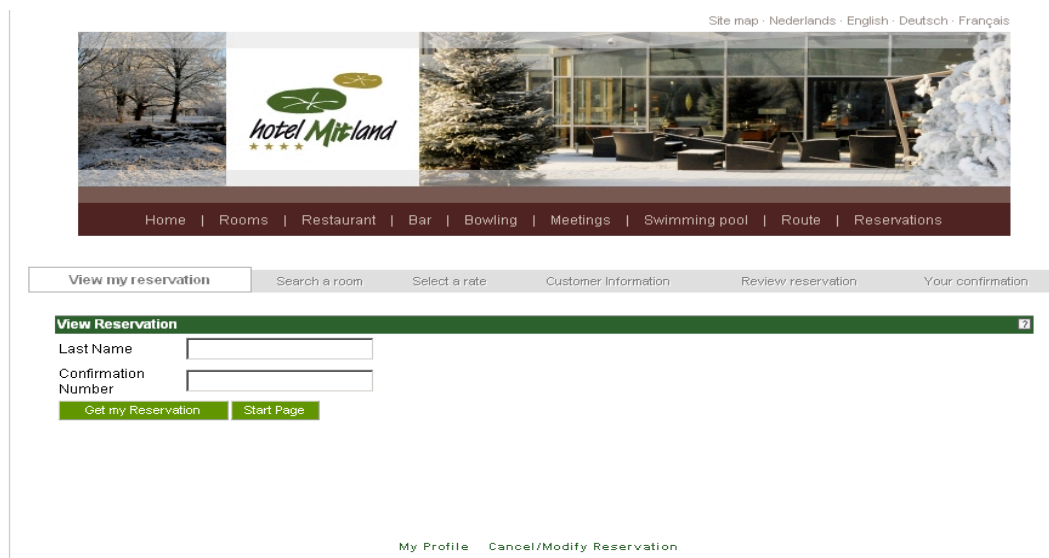 Site map · Nederlands · English · Deutsch · Français
hotel Mitland
Home | Rooms | Restaurant | Bar | Bowling | Meetings | Swimming pool | Route | Reservations
View my reservation Search a room Select a rate Customer Information Review reservation Your confirmation
View Reservation ?
Last Name
Confirmation
Number
Get my Reservation Start Page
My Profile Cancel/Modify Reservation